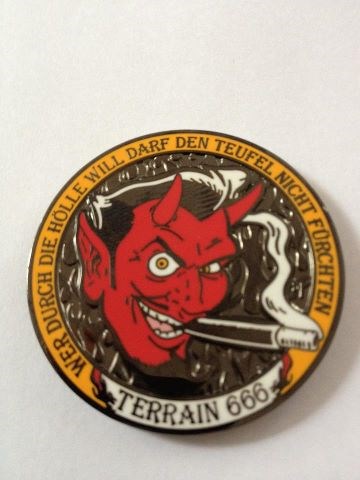 WER DURCH DIE HÖLLE WILL DARF DEN TEUFEL NICHT FÜRCHTEN
TERRAIN 666